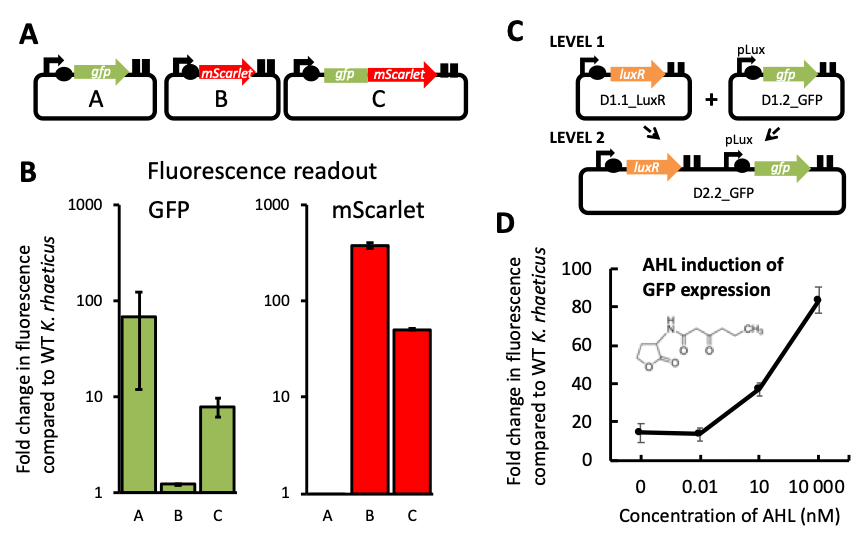 A
gfp
mScarlet
gfp
mScarlet
A
B
C
B
Fluorescence readout
GFP
mScarlet
Fold change in fluorescence
compared to WT K. rhaeticus
1000
100
10
1
A
B
C
1000
100
10
1
A
B
C
C
LEVEL 1
luxR
pLux
gfp
D1.1_LuxR
+
D1.2_GFP
LEVEL 2
luxR
pLux
gfp
D2.2_GFP
D
AHL induction of
GFP expression
Fold change in fluorescence
compared to WT K. rhaeticus
100
80
60
40
20
0
H
N
O
O
O
O
CH₃
0
0.01
10
10 000
Concentration of AHL (nM)